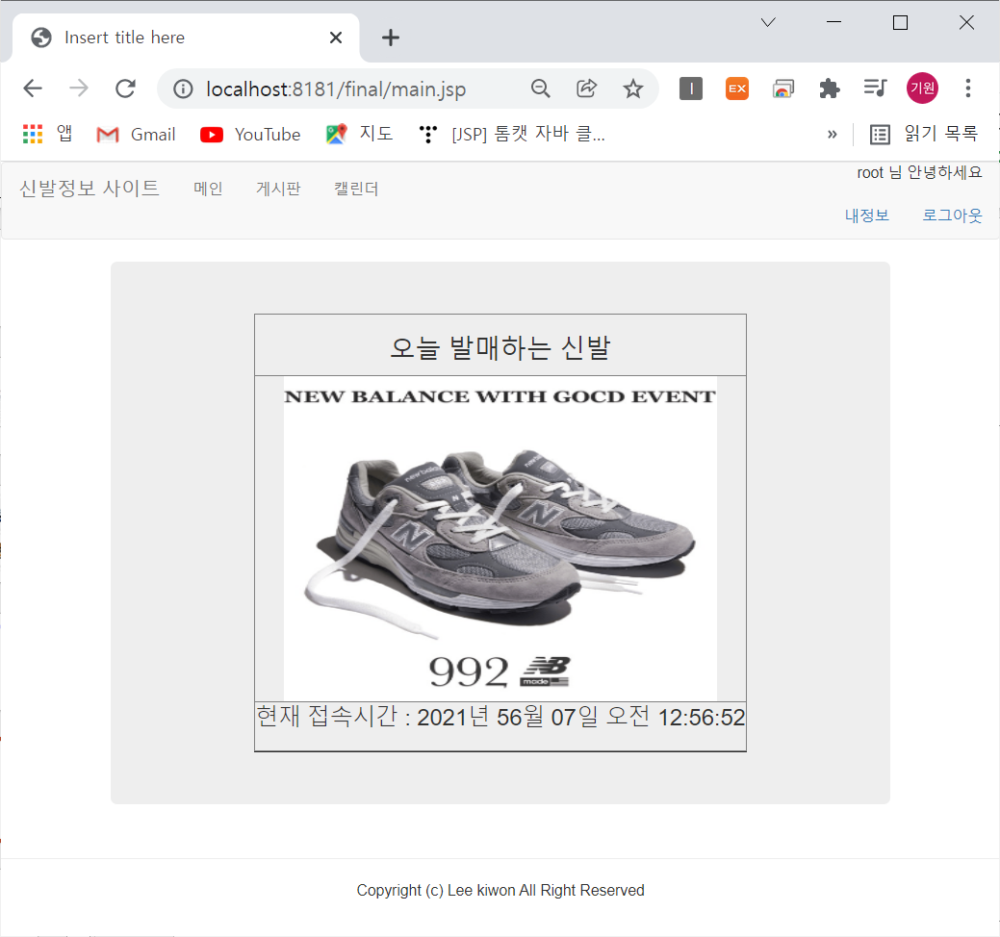 Insert title here
localhost:8181/final/main.jsp
I
EX
기원
앱
Gmail
YouTube
지도
[JSP] 톰캣 자바 클...
»
읽기 목록
신발정보 사이트
메인
게시판
캘린더
root 님 안녕하세요
내정보
로그아웃
오늘 발매하는 신발
NEW BALANCE WITH GOCD EVENT
new balance
N
N
992
NB
made
현재 접속시간 : 2021년 56월 07일 오전 12:56:52
Copyright (c) Lee kiwon All Right Reserved